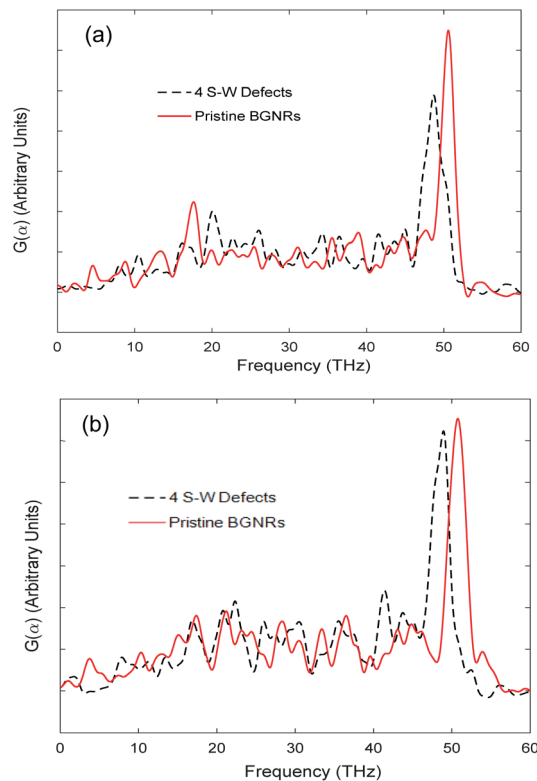 (a)
4 S-W Defects
Pristine BGNRs
G(α) (Arbitrary Units)
0 10 20 30 40 50 60
Frequency (THz)
(b)
4 S-W Defects
Pristine BGNRs
G(α) (Arbitrary Units)
0 10 20 30 40 50 60
Frequency (THz)